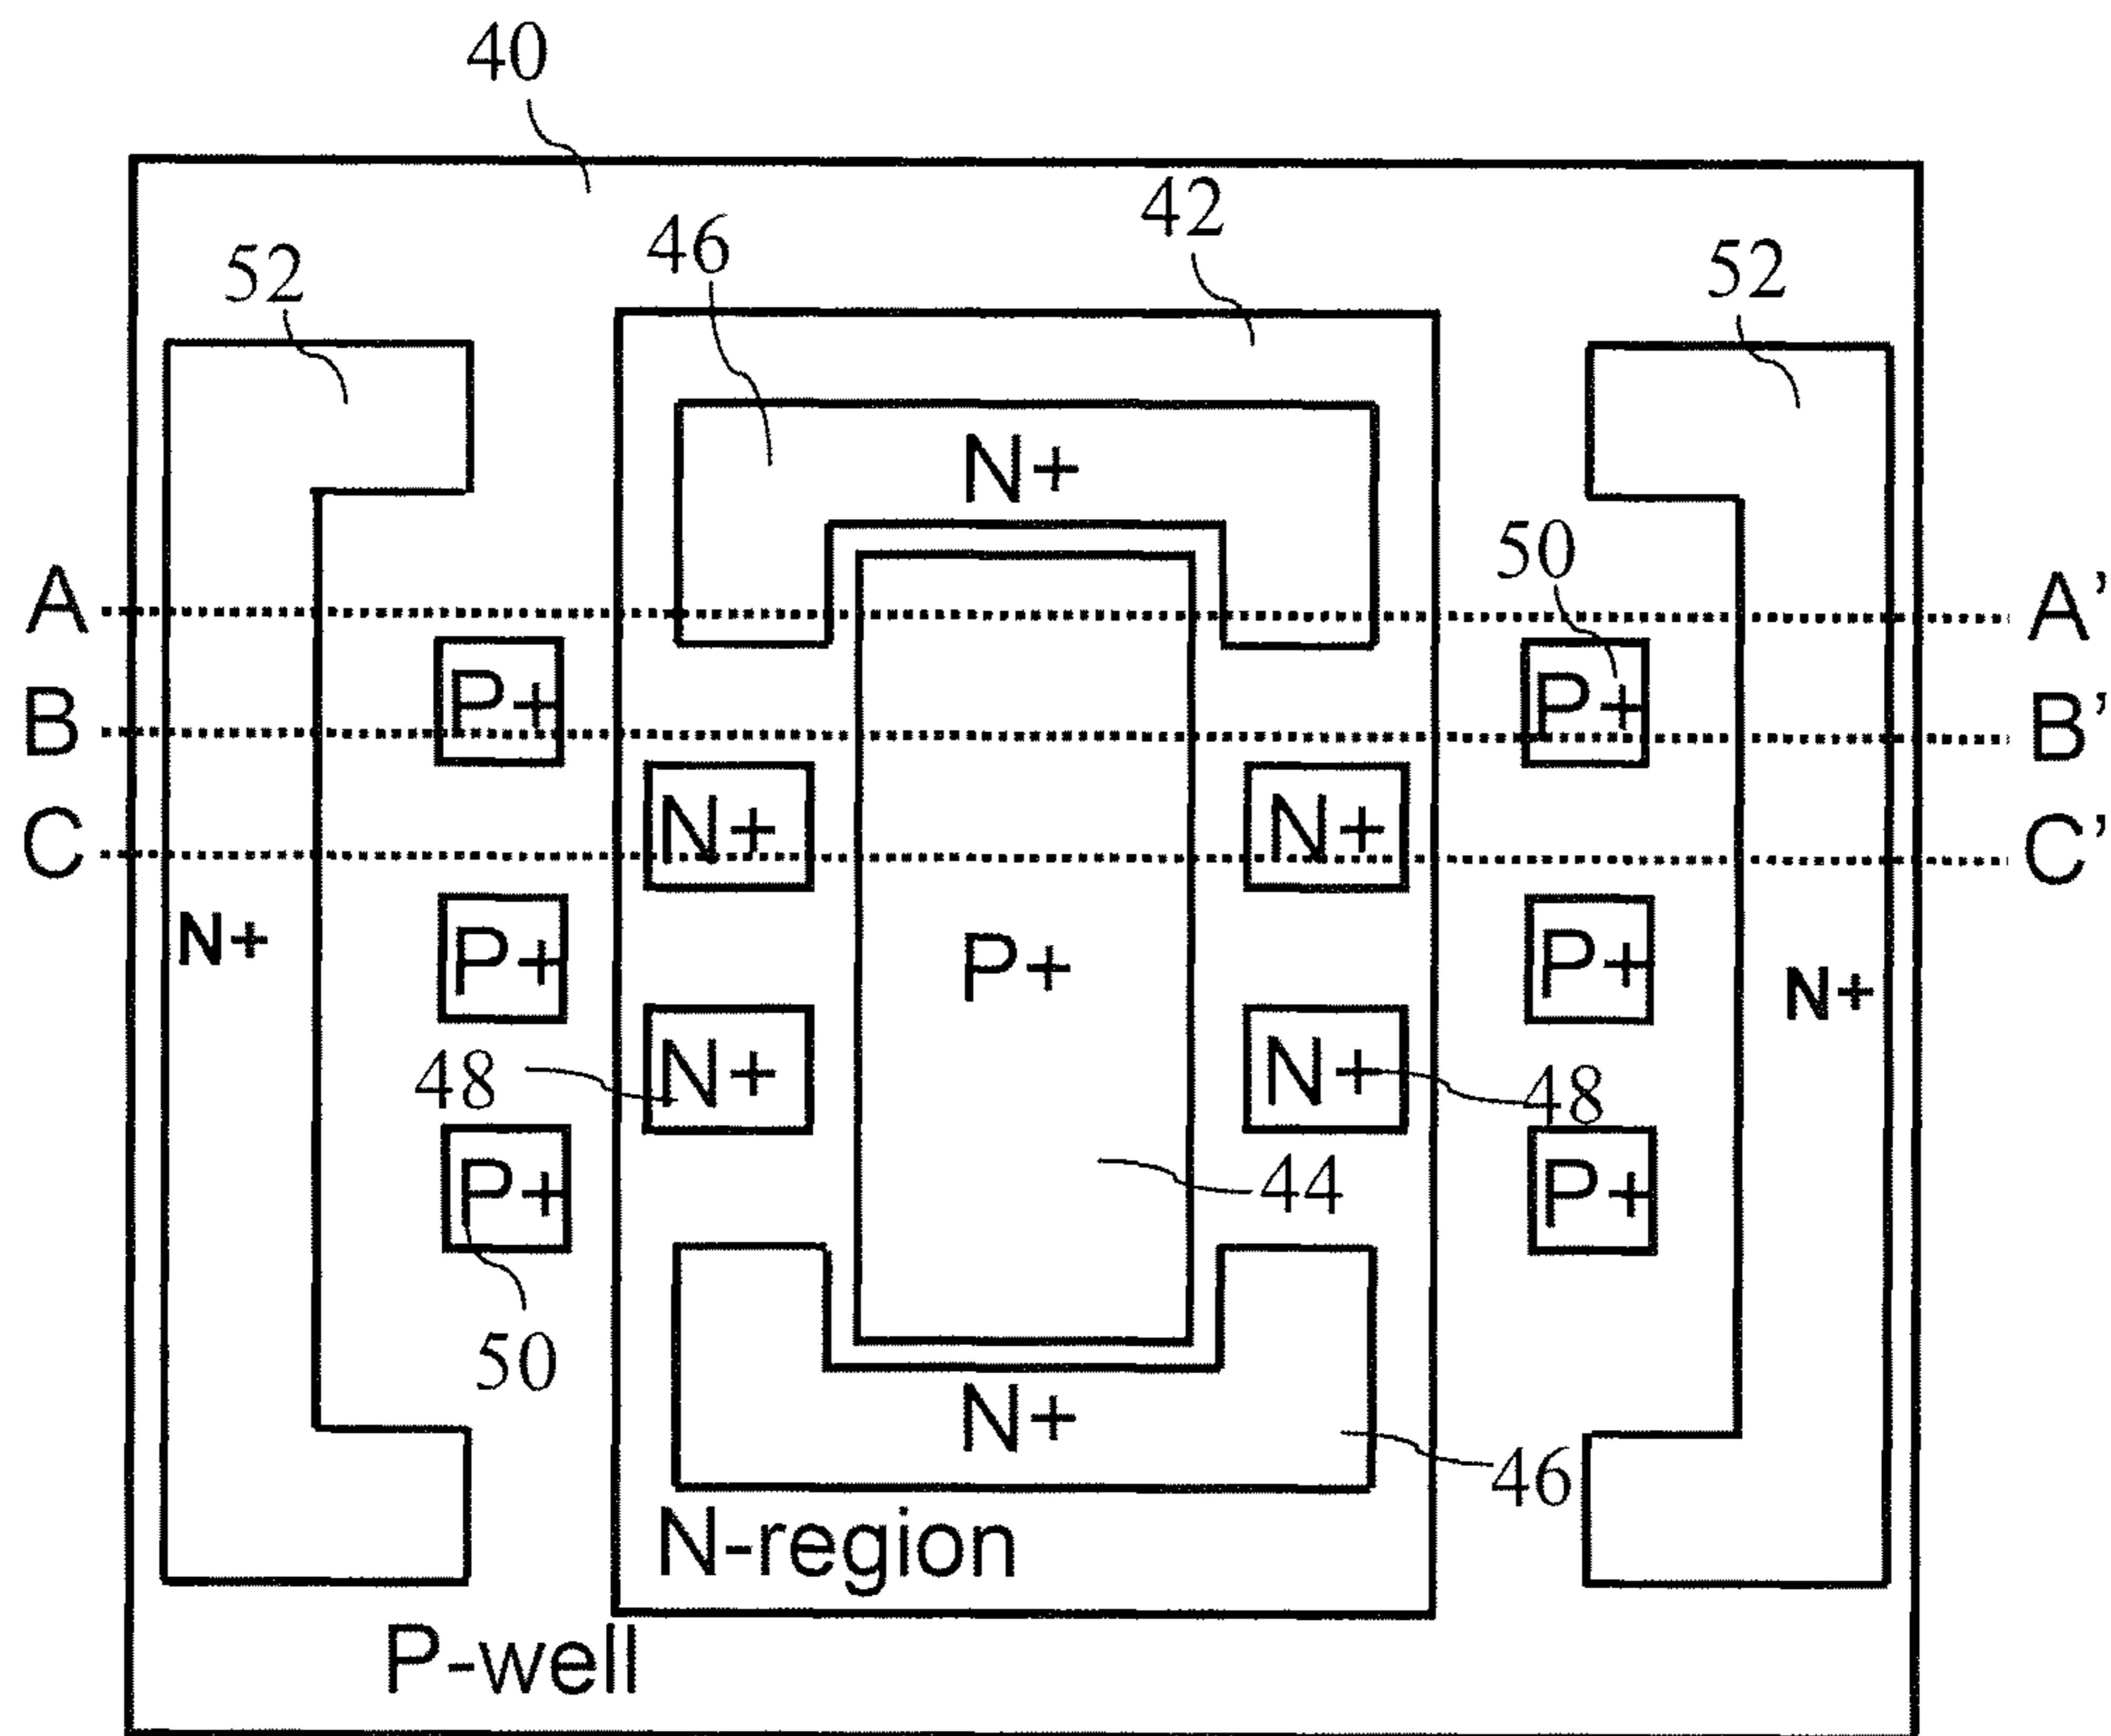 40
42
46
52
52
N+
50
A A'
P+ P+
B B'
N+ N+
C C'
N+ P+ P+ P+ N+
N+ N+
48 48
P+ 44 P+
50
N+
46
N-region
P-well